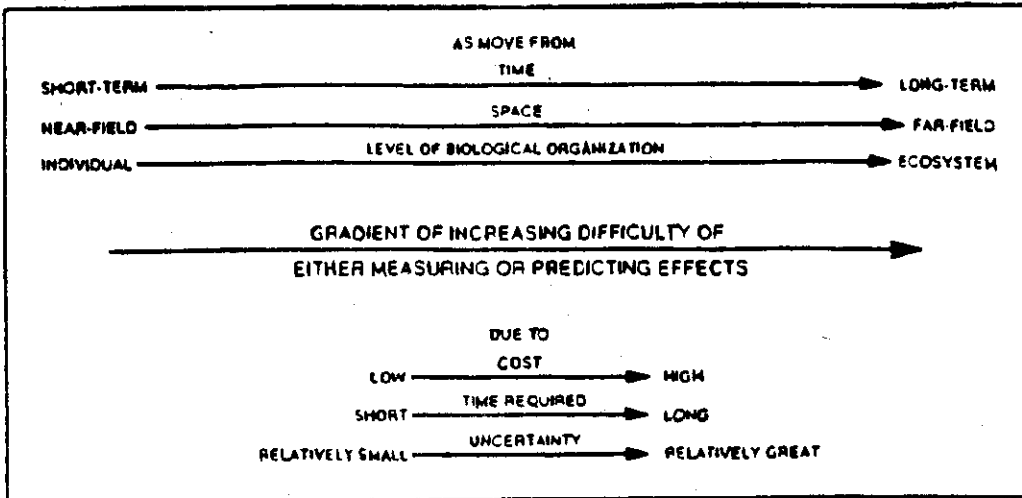 AS MOVE FROM
TIME
SHORT-TERM LONG-TERM
SPACE
NEAR-FIELD FAR-FIELD
LEVEL OF BIOLOGICAL ORGANIZATION
INDIVIDUAL ECOSYSTEM
GRADIENT OF INCREASING DIFFICULTY OF
EITHER MEASURING OR PREDICTING EFFECTS
DUE TO
COST
LOW HIGH
TIME REQUIRED
SHORT LONG
UNCERTAINTY
RELATIVELY SMALL RELATIVELY GREAT